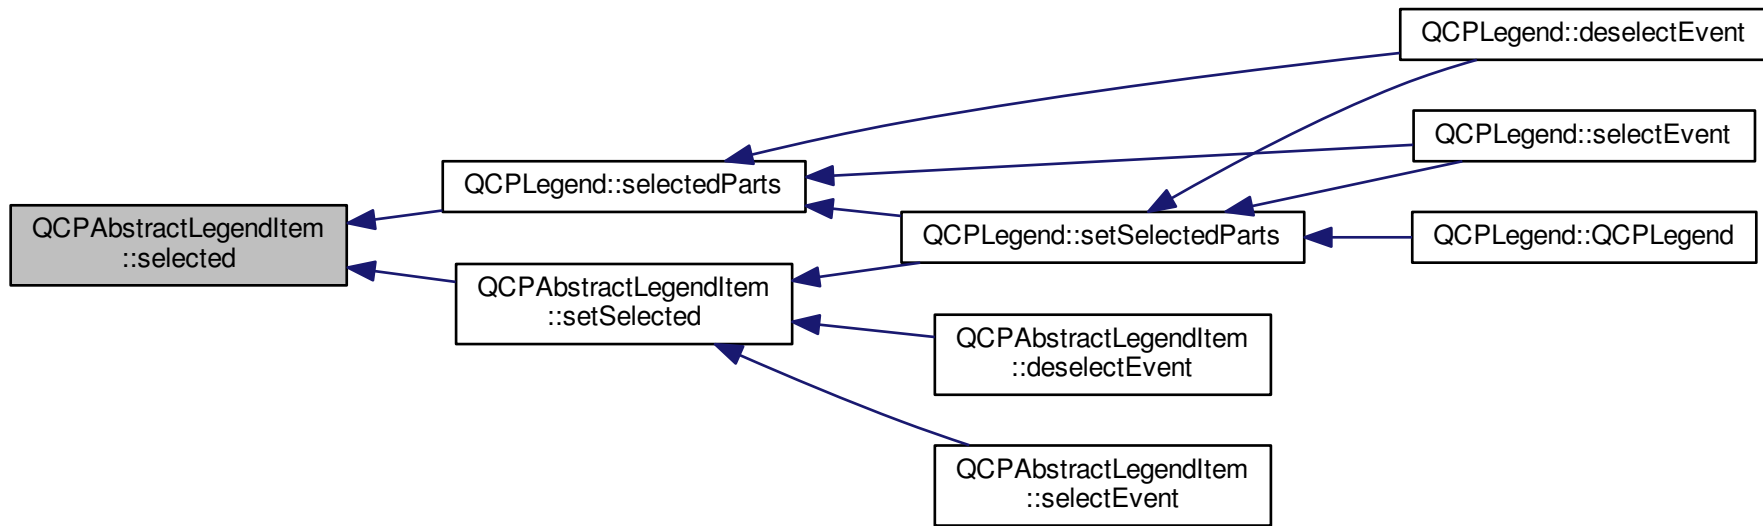 QCPLegend::deselectEvent
QCPLegend::selectEvent
QCPLegend::selectedParts
QCPAbstractLegendItem
::selected
QCPLegend::setSelectedParts
QCPLegend::QCPLegend
QCPAbstractLegendItem
::setSelected
QCPAbstractLegendItem
::deselectEvent
QCPAbstractLegendItem
::selectEvent